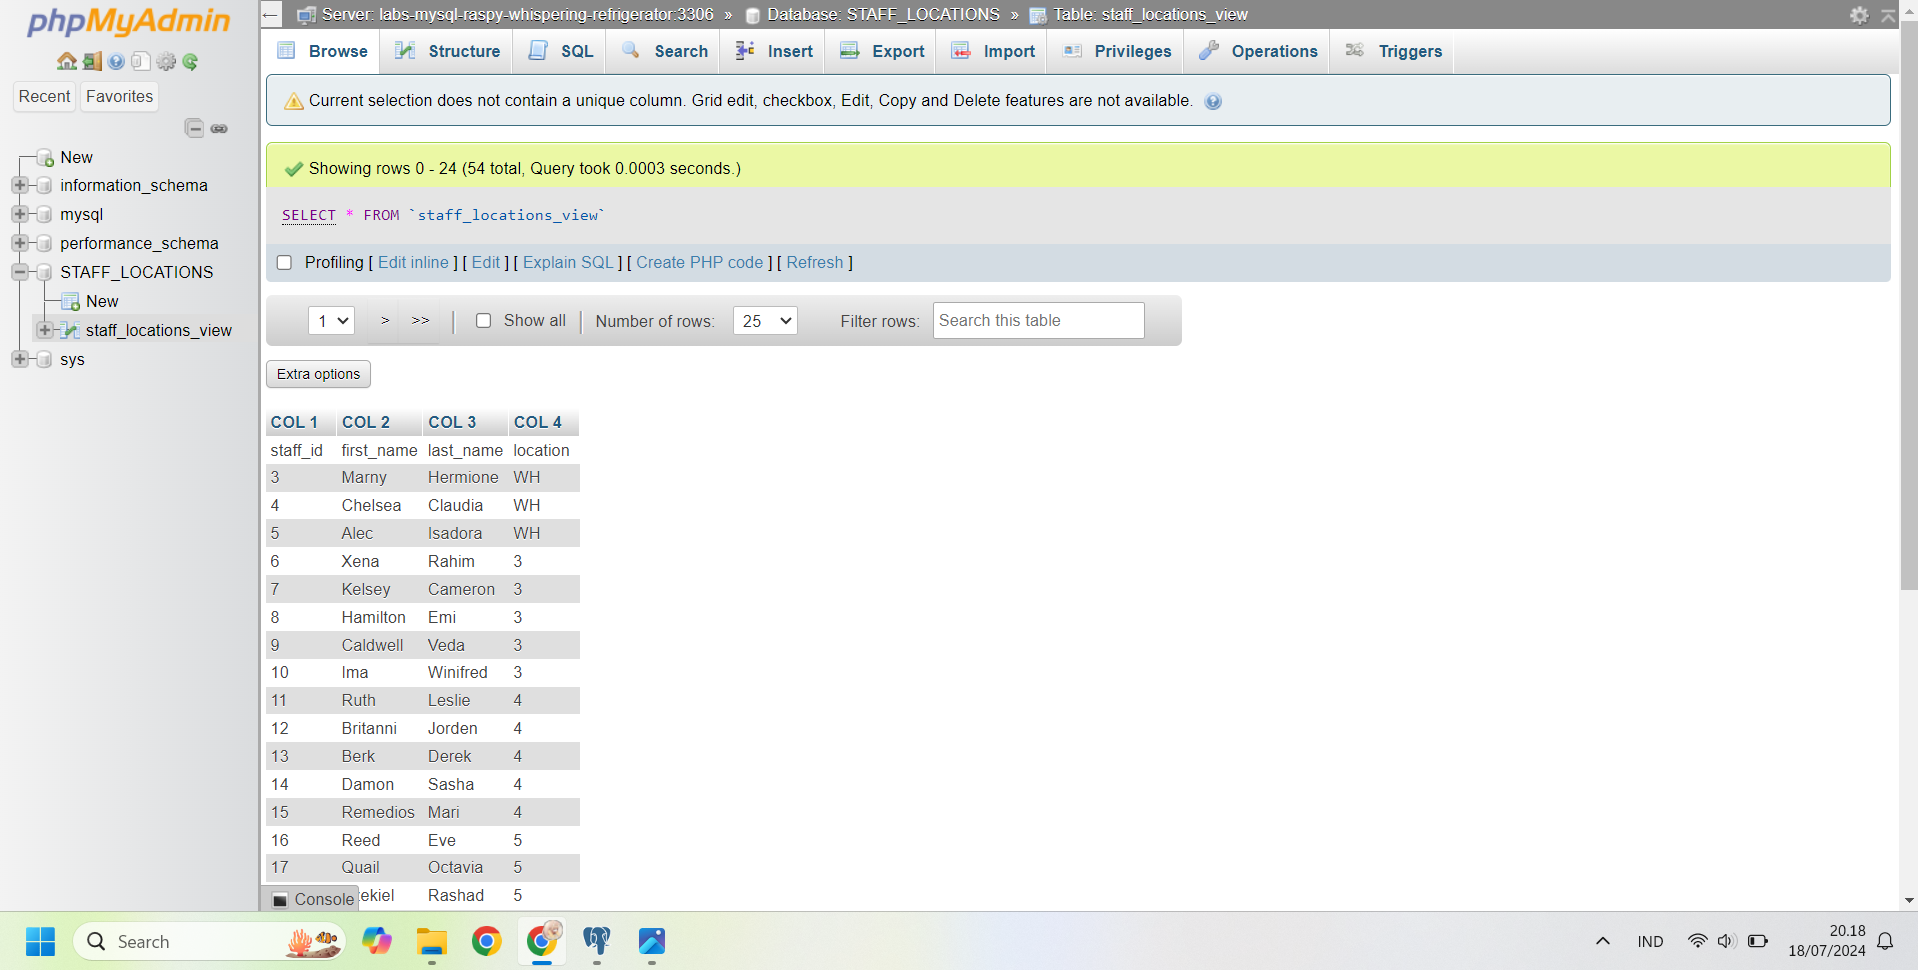 phpMyAdmin
Recent Favorites
New
information_schema
mysql
performance_schema
STAFF_LOCATIONS
New
staff_locations_view
sys
Server: labs-mysql-raspy-whispering-refrigerator:3306 » Database: STAFF_LOCATIONS » Table: staff_locations_view
Browse Structure SQL Search Insert Export Import Privileges Operations Triggers
Current selection does not contain a unique column. Grid edit, checkbox, Edit, Copy and Delete features are not available.
Showing rows 0 - 24 (54 total, Query took 0.0003 seconds.)
SELECT * FROM `staff_locations_view`
Profiling [ Edit inline ] [ Edit ] [ Explain SQL ] [ Create PHP code ] [ Refresh ]
1 > >> | Show all | Number of rows: 25 Filter rows: Search this table
Extra options
COL 1 COL 2 COL 3 COL 4
staff_id first_name last_name location
3 Marny Hermione WH
4 Chelsea Claudia WH
5 Alec Isadora WH
6 Xena Rahim 3
7 Kelsey Cameron 3
8 Hamilton Emi 3
9 Caldwell Veda 3
10 Ima Winifred 3
11 Ruth Leslie 4
12 Britanni Jorden 4
13 Berk Derek 4
14 Damon Sasha 4
15 Remedios Mari 4
16 Reed Eve 5
17 Quail Octavia 5
ekiel Rashad 5
Console
Search
IND
20.18
18/07/2024